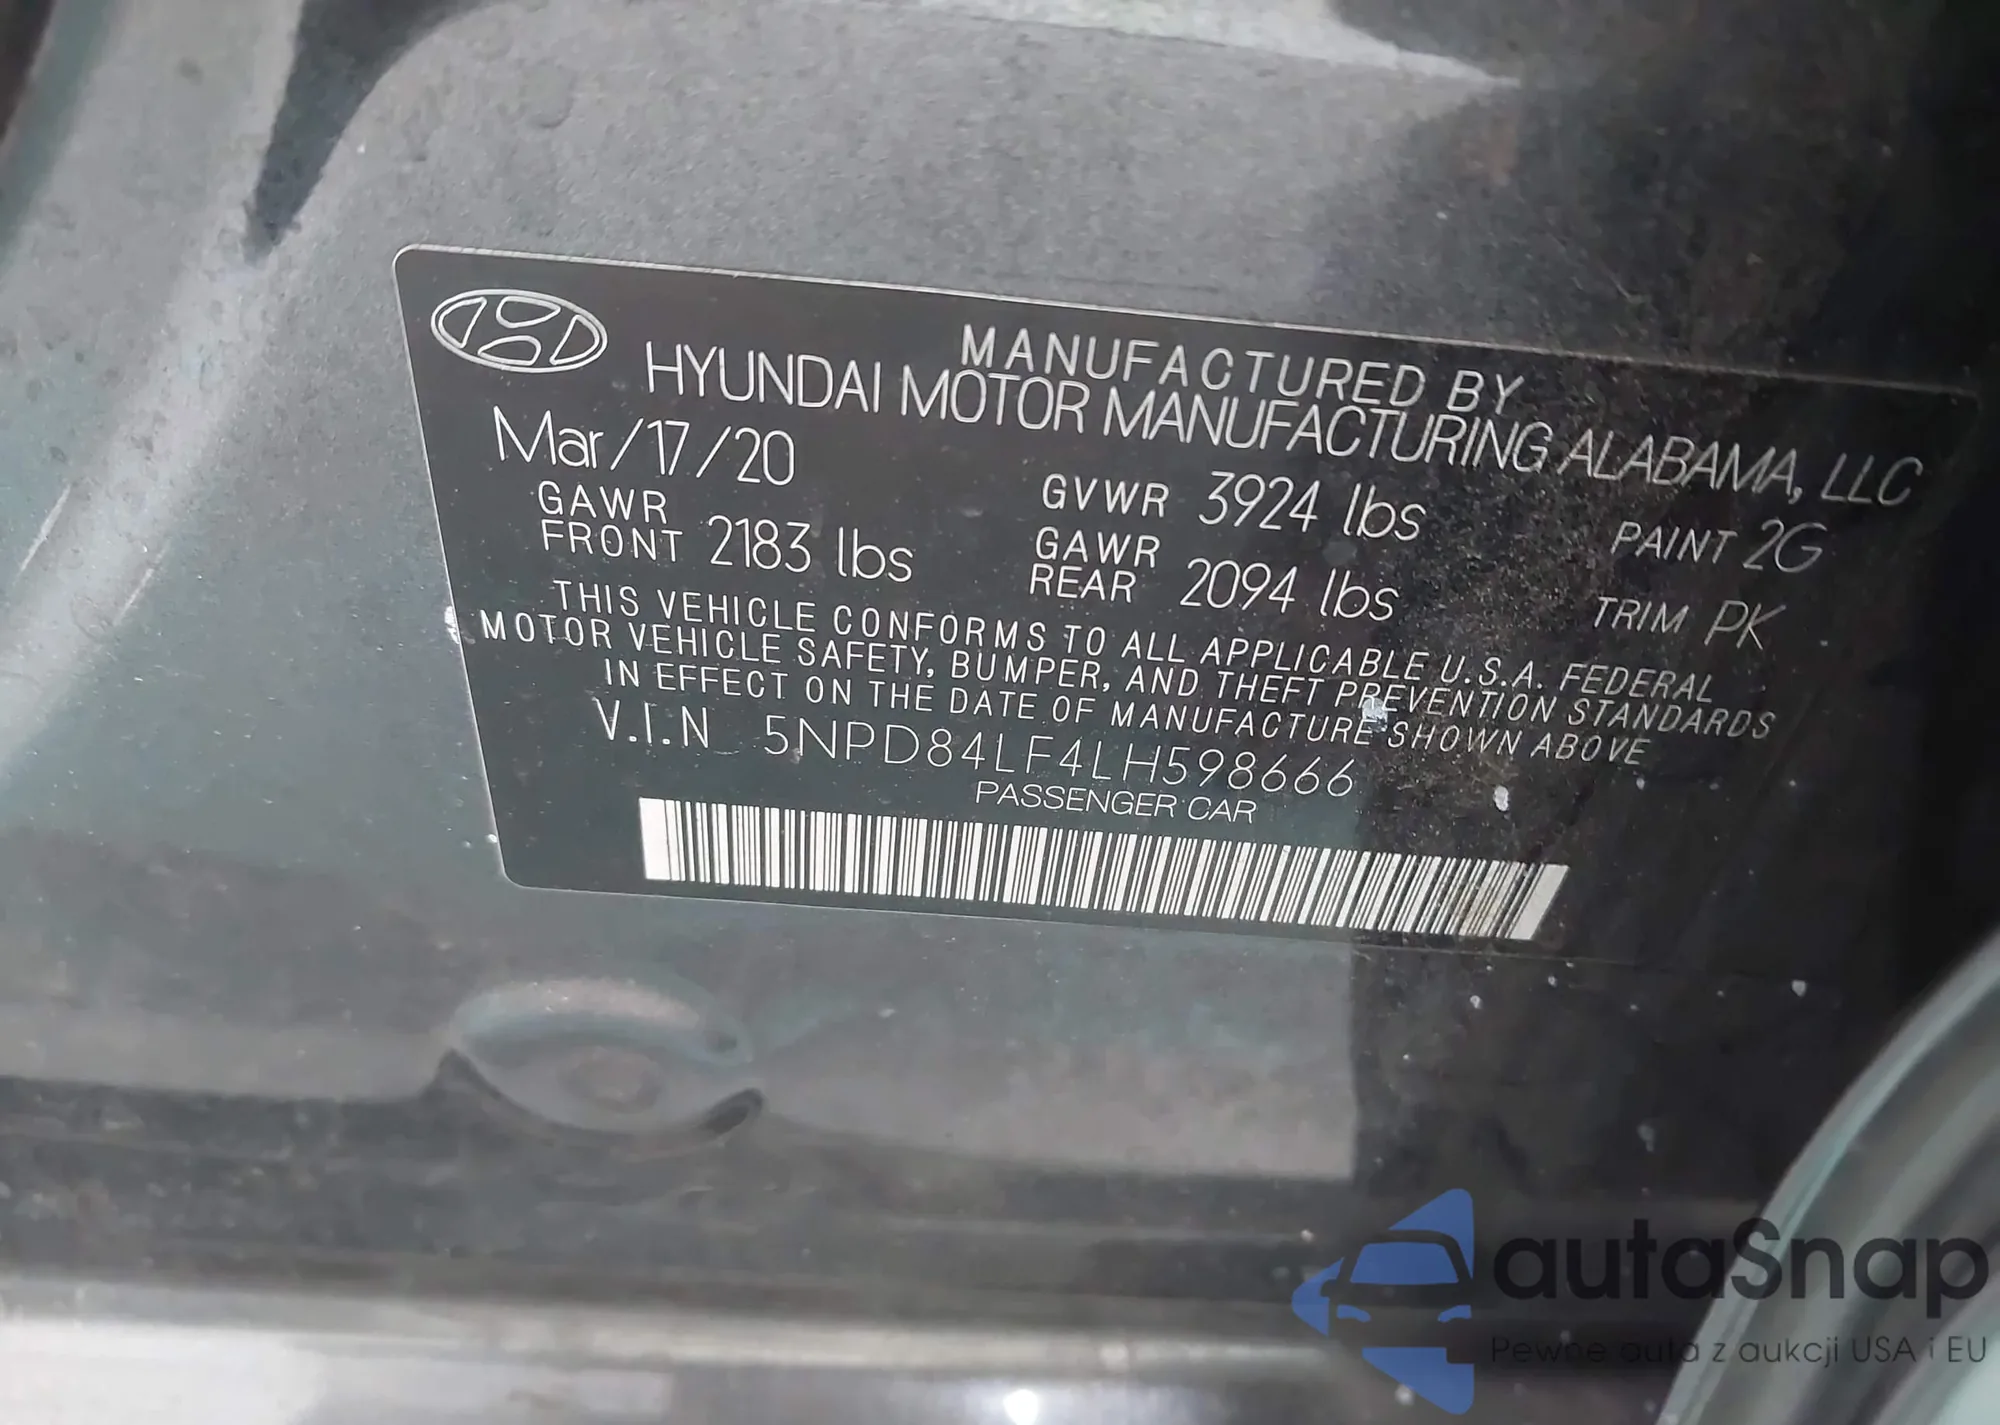 MANUFACTURED BY
HYUNDAI MOTOR MANUFACTURING ALABAMA, LLC
Mar/17/20 GVWR 3924 lbs PAINT 2G
GAWR FRONT 2183 lbs GAWR REAR 2094 lbs TRIM PK
THIS VEHICLE CONFORMS TO ALL APPLICABLE U.S.A. FEDERAL
MOTOR VEHICLE SAFETY, BUMPER, AND THEFT PREVENTION STANDARDS
IN EFFECT ON THE DATE OF MANUFACTURE SHOWN ABOVE
V.I.N 5NPD84LF4LH598666
PASSENGER CAR
autaSnap
Pewne auta z aukcji USA i EU